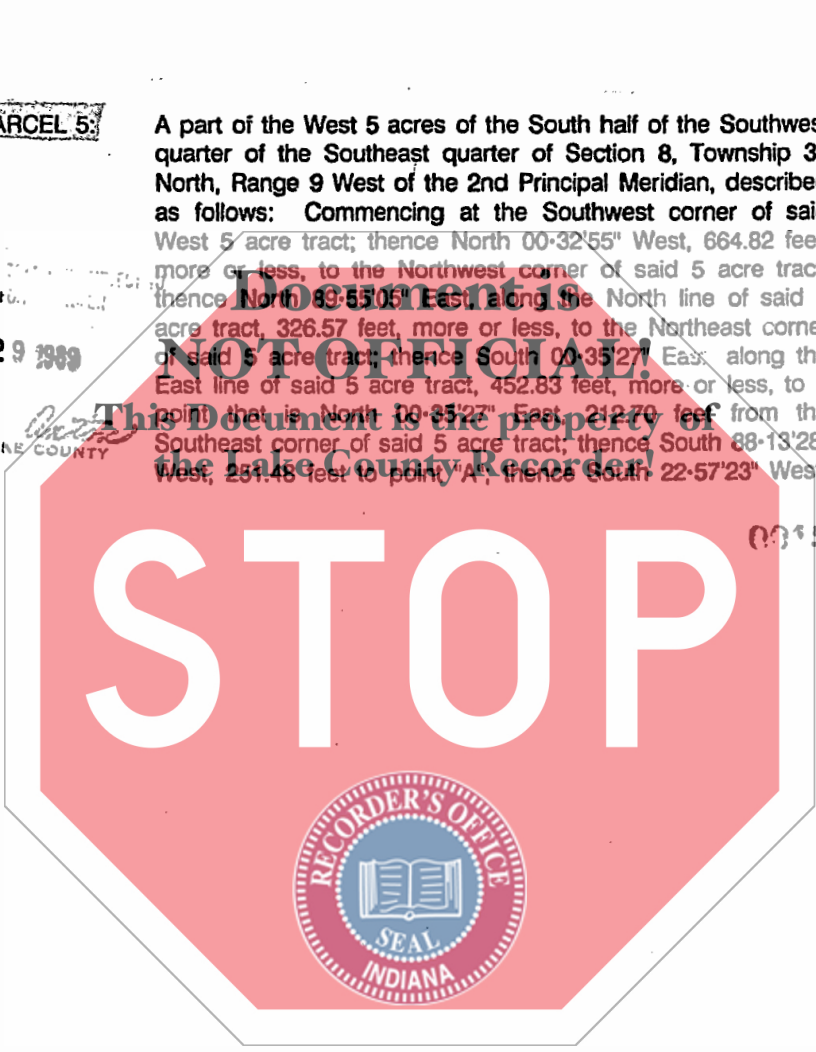 ARCEL 5:
A part of the West 5 acres of the South half of the Southwes
quarter of the Southeast quarter of Section 8, Township 3
North, Range 9 West of the 2nd Principal Meridian, describe
as follows: Commencing at the Southwest corner of sai
West 5 acre tract; thence North 00·32'55" West, 664.82 fee
more or less, to the Northwest corner of said 5 acre trac
thence North 89·55'05" East, along the North line of said
acre tract, 326.57 feet, more or less, to the Northeast corne
of said 5 acre tract; thence South 00·35'27" East along th
East line of said 5 acre tract, 452.83 feet, more or less, to
point that is North 00·35'27" East, 212.70 feet from th
Southeast corner of said 5 acre tract; thence South 88·13'28
West, 251.48 feet to point "A"; thence South 22·57'23" Wes
9 1989
COUNTY
Document is
NOT OFFICIAL!
This Document is the property of
the Lake County Recorder!
STOP
RECORDER'S OFFICE
SEAL
INDIANA